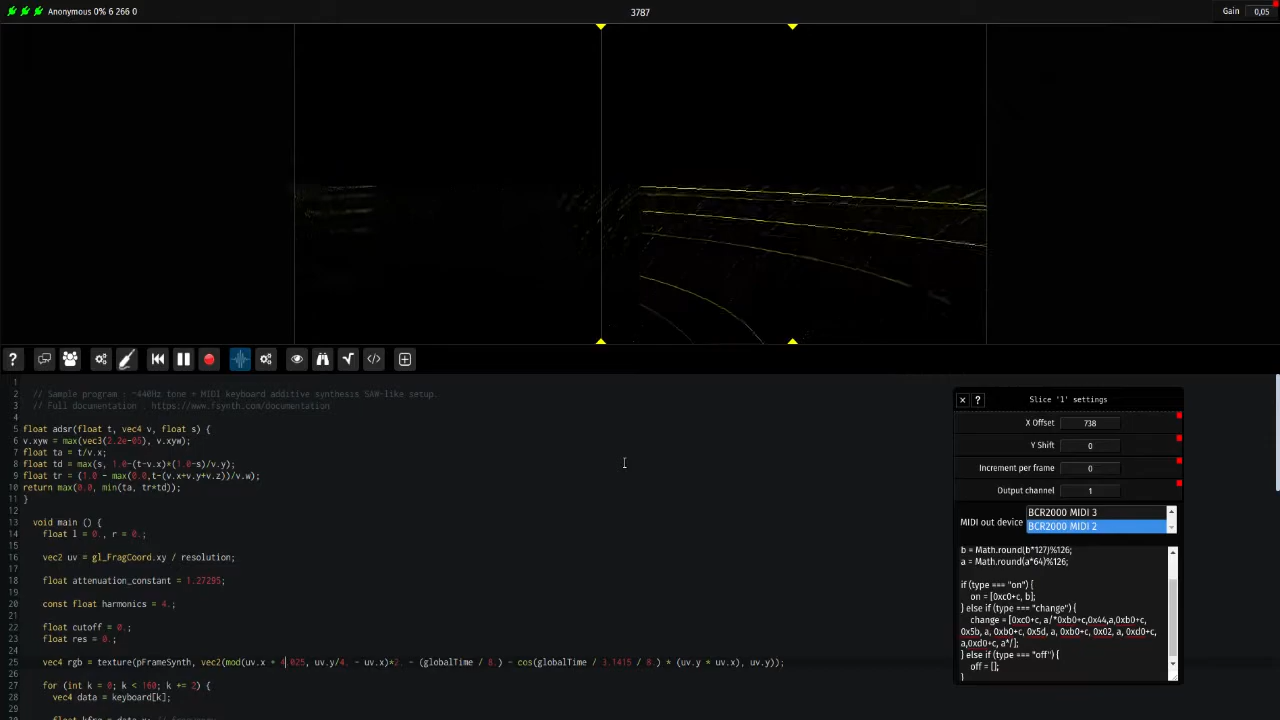 Anonymous 0% 6 266 0
3787
Gain 0,05
?
1
2 // Sample program : ~440Hz tone + MIDI keyboard additive synthesis SAW-like setup.
3 // Full documentation : https://www.fsynth.com/documentation
4
5 float adsr(float t, vec4 v, float s) {
6 v.xyw = max(vec3(2.2e-05), v.xyw);
7 float ta = t/v.x;
8 float td = max(s, 1.0-(t-v.x)*(1.0-s)/v.y);
9 float tr = (1.0 - max(0.0,t-(v.x+v.y+v.z))/v.w);
10 return max(0.0, min(ta, tr*td));
11 }
12
13 void main () {
14 float l = 0., r = 0.;
15
16 vec2 uv = gl_FragCoord.xy / resolution;
17
18 float attenuation_constant = 1.27295;
19
20 const float harmonics = 4.;
21
22 float cutoff = 0.;
23 float res = 0.;
24
25 vec4 rgb = texture(pFrameSynth, vec2(mod(uv.x + 4.025, uv.y/4. - uv.x)*2. - (globalTime / 8.) - cos(globalTime / 3.1415 / 8.) * (uv.y * uv.x), uv.y));
26
27 for (int k = 0; k < 160; k += 2) {
28 vec4 data = keyboard[k];
29
? Slice '1' settings
X Offset 738
Y Shift 0
Increment per frame 0
Output channel 1
MIDI out device
BCR2000 MIDI 3
BCR2000 MIDI 2
b = Math.round(b*127)%126;
a = Math.round(a*64)%126;
if (type === "on") {
on = [0xc0+c, b];
} else if (type === "change") {
change = [0xc0+c, a/*0xb0+c,0x44,a,0xb0+c,
0x5b, a, 0xb0+c, 0x5d, a, 0xb0+c, 0x02, a, 0xd0+c,
a,0xd0+c, a*/];
} else if (type === "off") {
off = [];
}